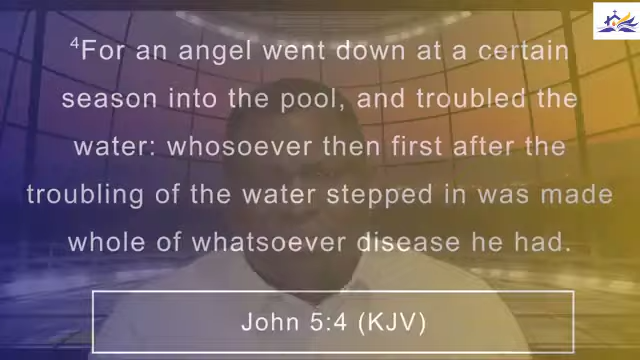 ⁴For an angel went down at a certain
season into the pool, and troubled the
water: whosoever then first after the
troubling of the water stepped in was made
whole of whatsoever disease he had.
John 5:4 (KJV)